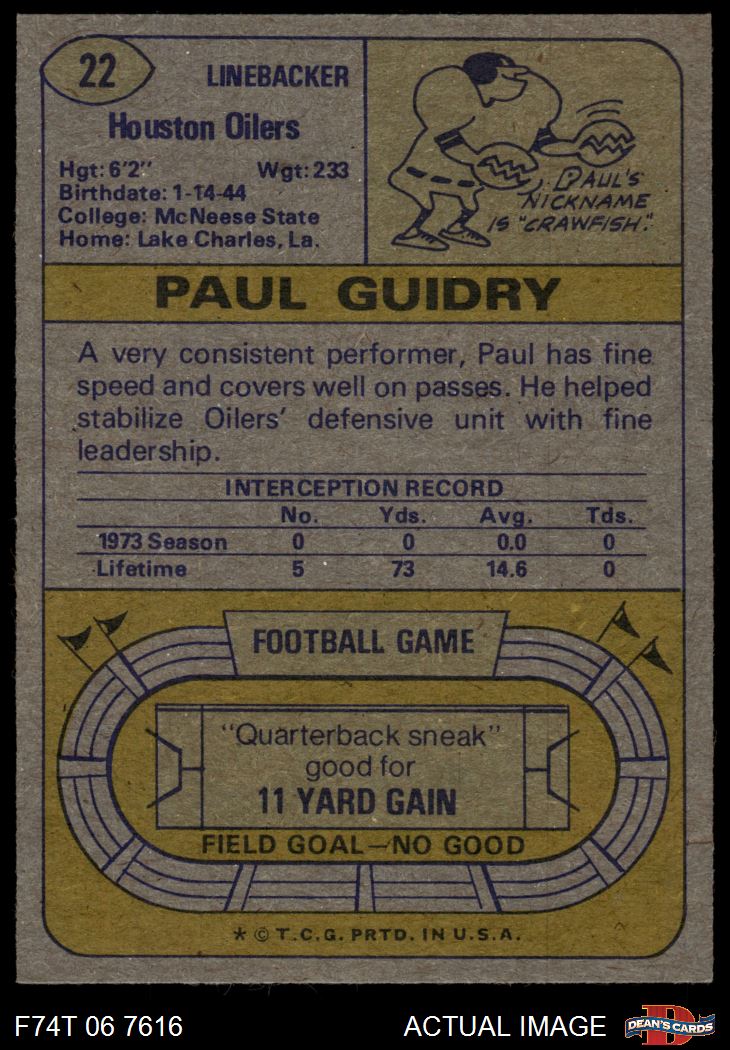 22
LINEBACKER
Houston Oilers
Hgt: 6'2" Wgt: 233
Birthdate: 1-14-44
College: McNeese State
Home: Lake Charles, La.
PAUL'S
NICKNAME
IS "CRAWFISH."
PAUL GUIDRY
A very consistent performer, Paul has fine
speed and covers well on passes. He helped
stabilize Oilers' defensive unit with fine
leadership.
INTERCEPTION RECORD
No. Yds. Avg. Tds.
1973 Season 0 0 0.0 0
Lifetime 5 73 14.6 0
FOOTBALL GAME
"Quarterback sneak"
good for
11 YARD GAIN
FIELD GOAL—NO GOOD
* © T.C.G. PRTD. IN U.S.A.
F74T 06 7616
ACTUAL IMAGE
D
DEAN'S CARDS